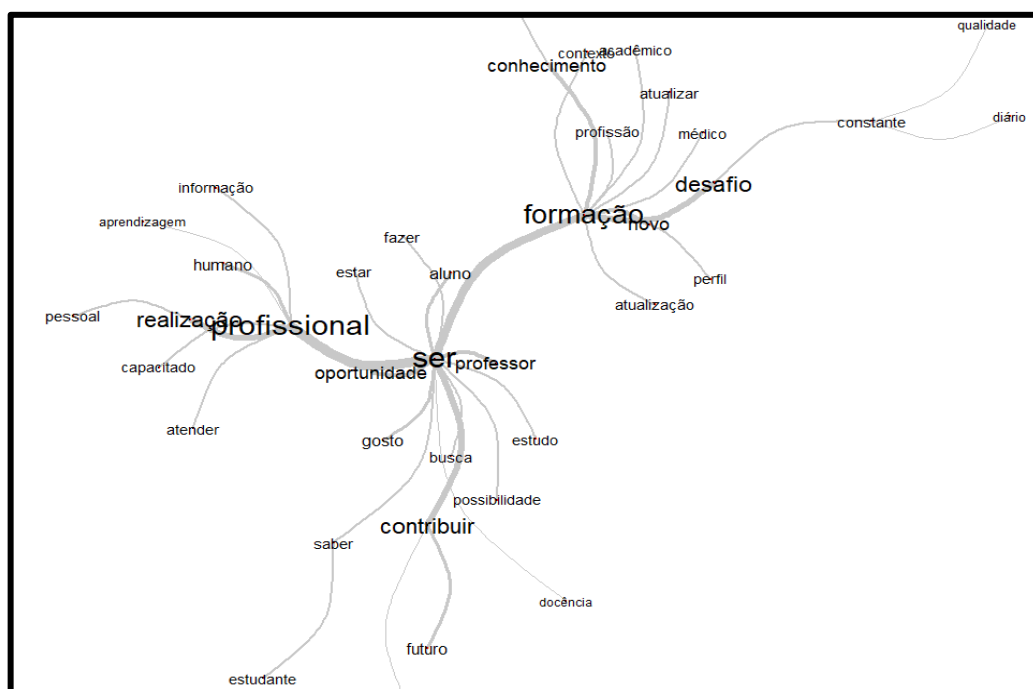 qualidade
contexto
acadêmico
conhecimento
atualizar
diário
constante
profissão
médico
desafio
informação
formação
novo
aprendizagem
fazer
humano
estar
aluno
perfil
atualização
pessoal
realização
profissional
ser
professor
capacitado
oportunidade
atender
gosto
estudo
busca
possibilidade
contribuir
saber
docência
futuro
estudante